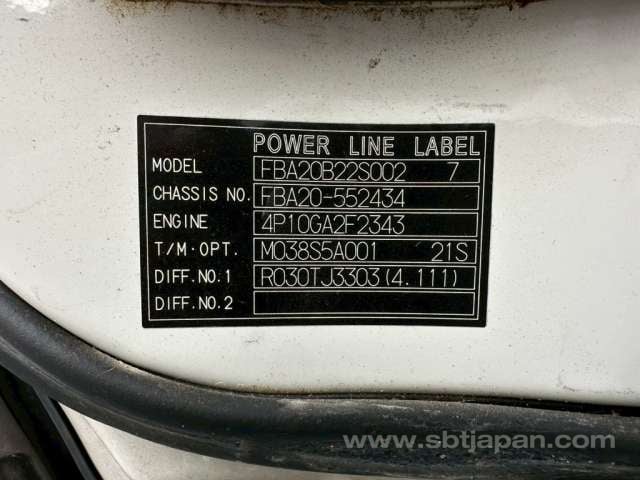 POWER LINE LABEL
MODEL FBA20B22S002 7
CHASSIS NO. FBA20-552434
ENGINE 4P10GA2F2343
T/M·OPT. M038S5A001 21S
DIFF.NO.1 R030TJ3303(4.111)
DIFF.NO.2
www.sbtjapan.com